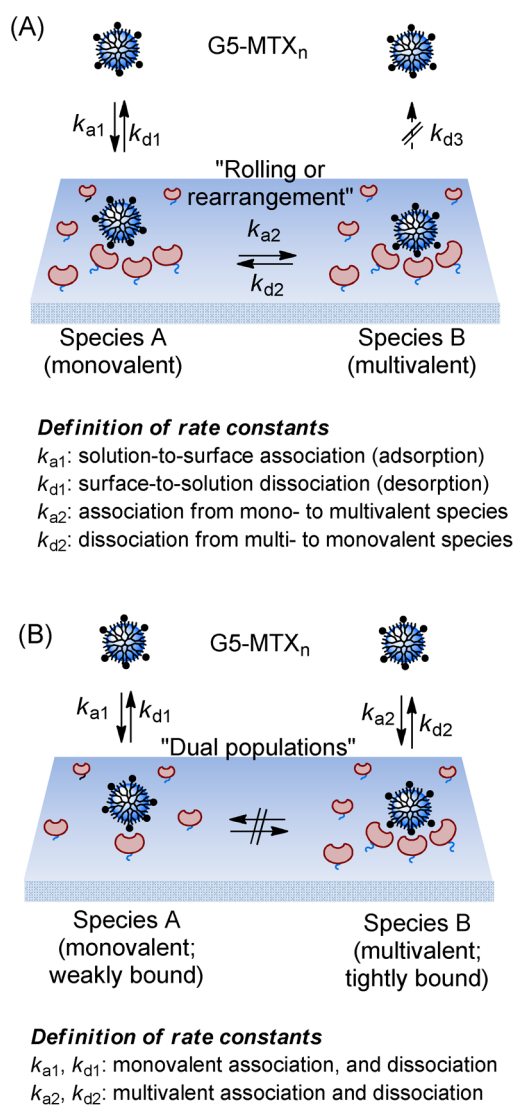 (A)
G5-MTXn
ka1
kd1
kd3
"Rolling or
rearrangement"
ka2
kd2
Species A
(monovalent)
Species B
(multivalent)
Definition of rate constants
ka1: solution-to-surface association (adsorption)
kd1: surface-to-solution dissociation (desorption)
ka2: association from mono- to multivalent species
kd2: dissociation from multi- to monovalent species
(B)
G5-MTXn
ka1
kd1
ka2
kd2
"Dual populations"
Species A
(monovalent;
weakly bound)
Species B
(multivalent;
tightly bound)
Definition of rate constants
ka1, kd1: monovalent association, and dissociation
ka2, kd2: multivalent association and dissociation